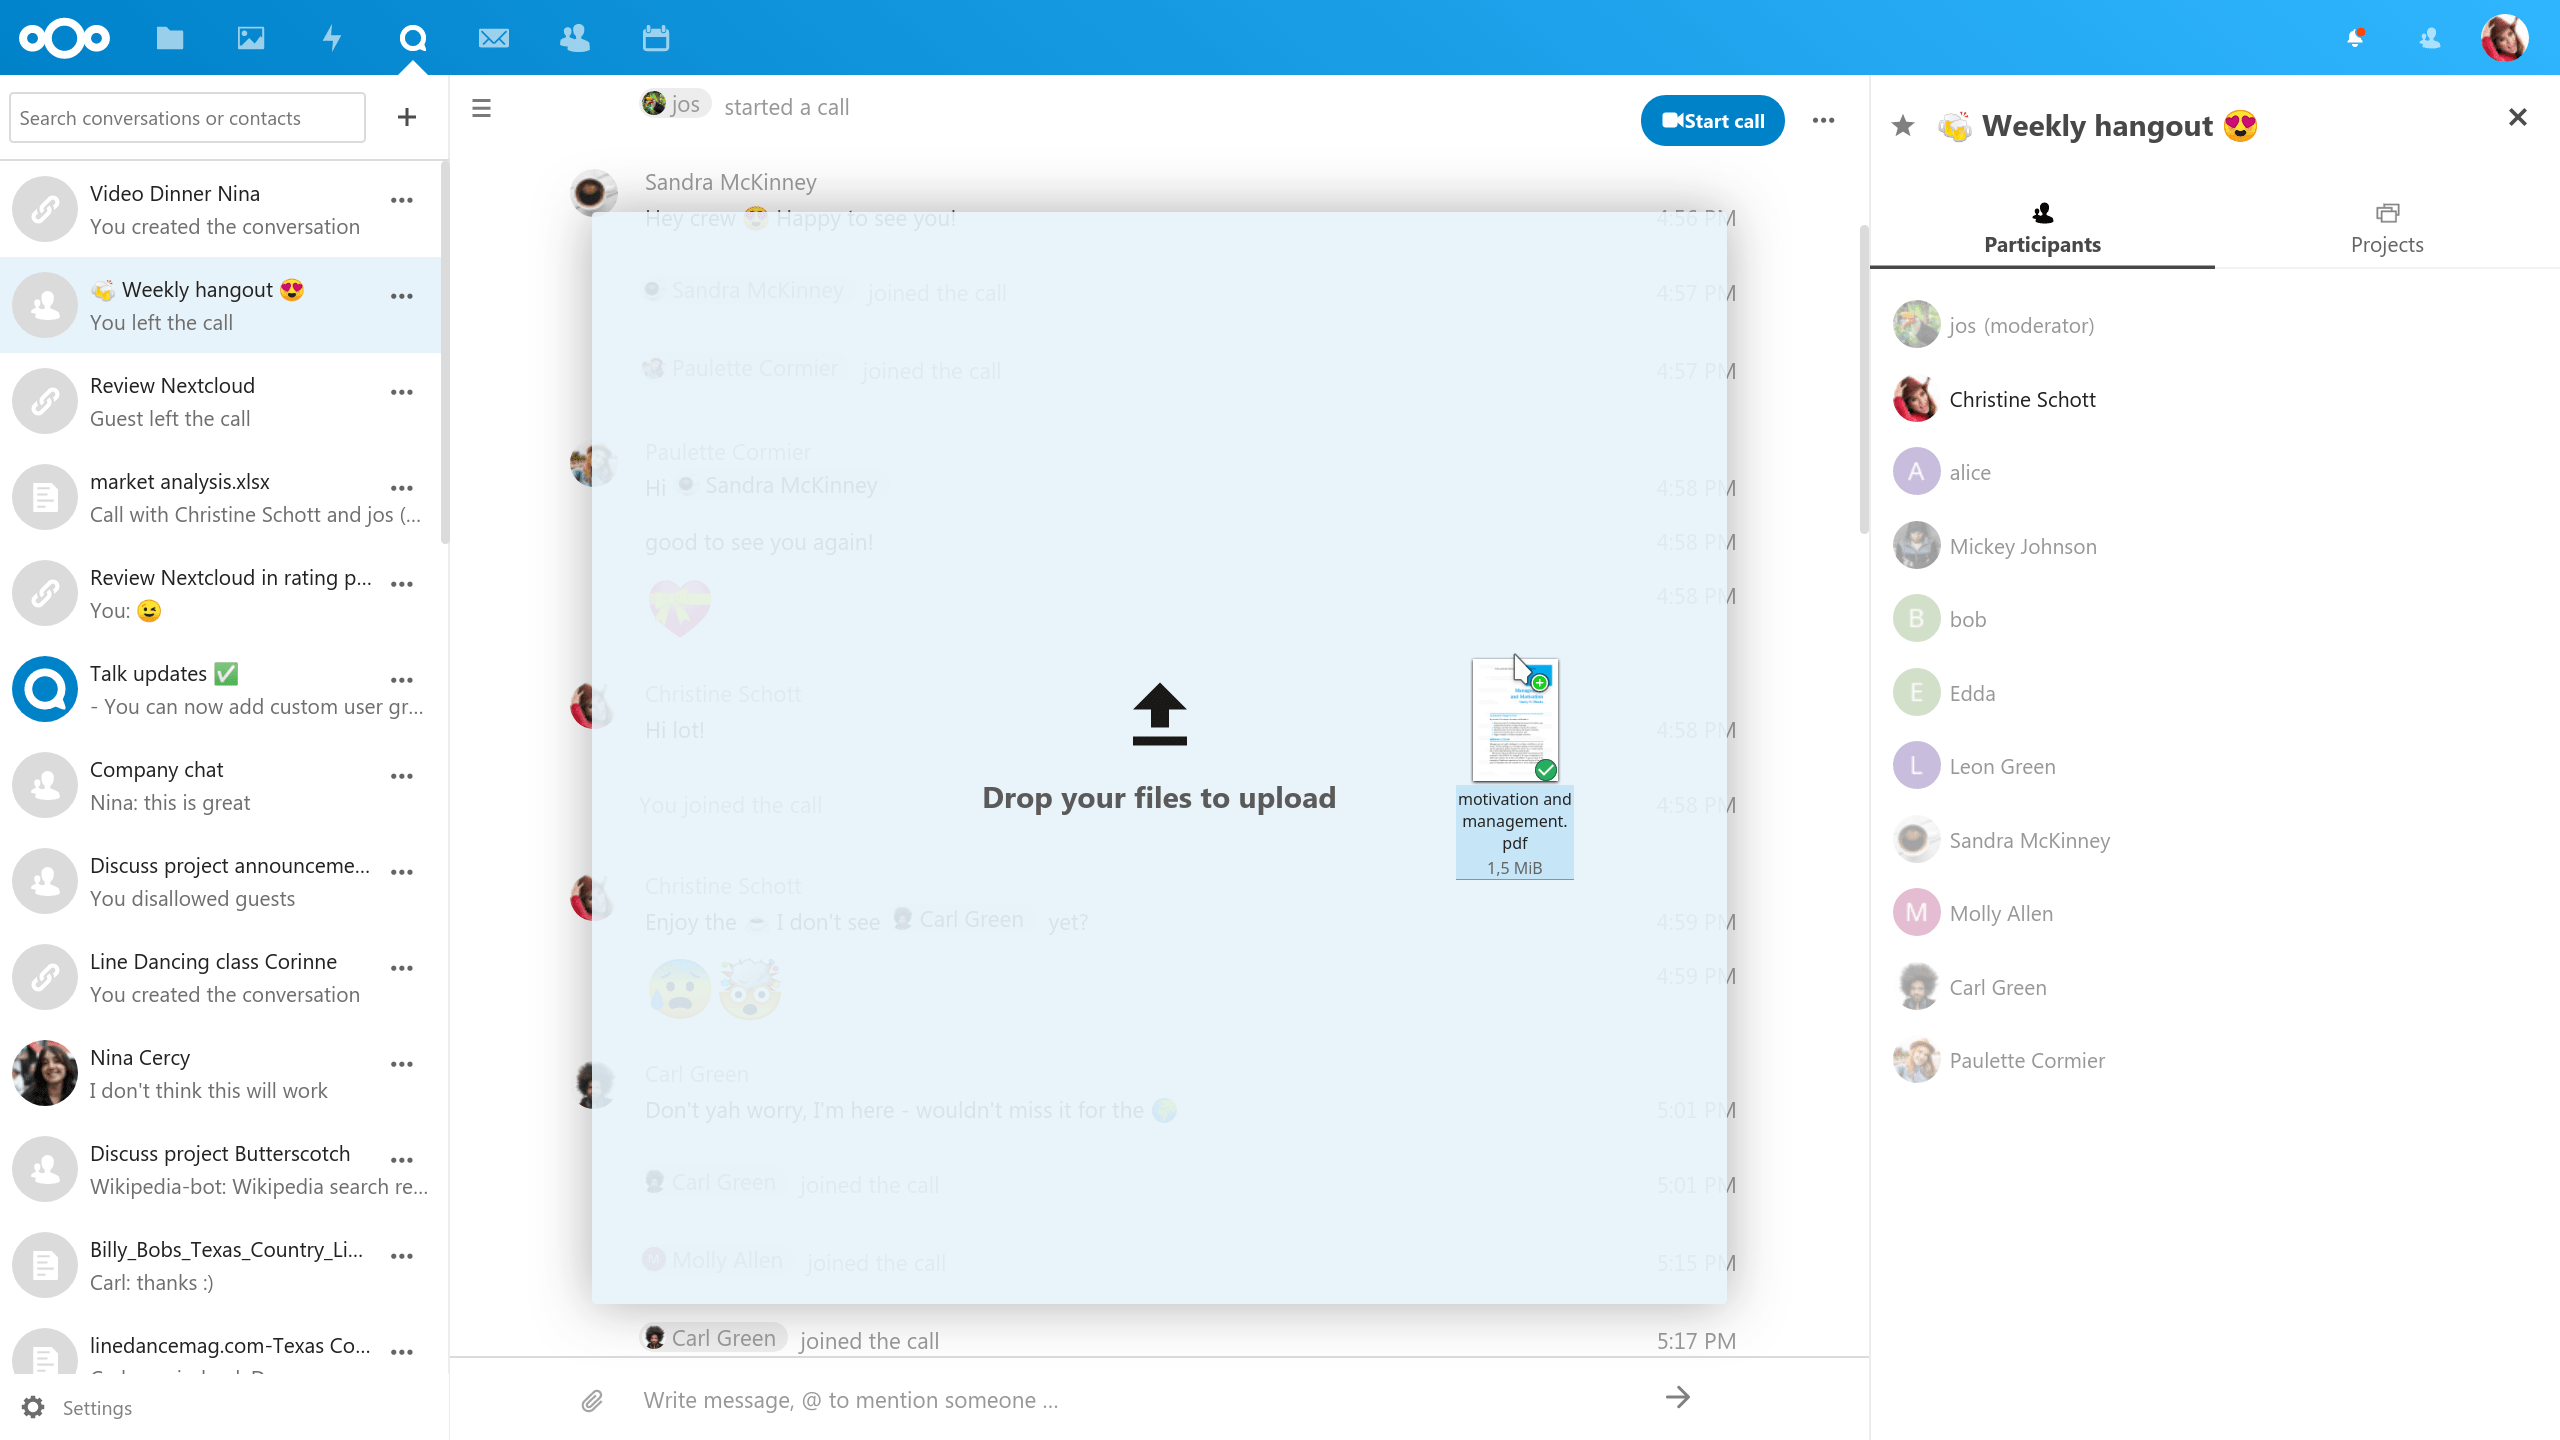 Search conversations or contacts
Video Dinner Nina
You created the conversation
🍻 Weekly hangout 😍
You left the call
Review Nextcloud
Guest left the call
market analysis.xlsx
Call with Christine Schott and jos (...
Review Nextcloud in rating p...
You: 😉
Talk updates ✅
- You can now add custom user gr...
Company chat
Nina: this is great
Discuss project announceme...
You disallowed guests
Line Dancing class Corinne
You created the conversation
Nina Cercy
I don't think this will work
Discuss project Butterscotch
Wikipedia-bot: Wikipedia search re...
Billy_Bobs_Texas_Country_Li...
Carl: thanks :)
linedancemag.com-Texas Co...
Settings
jos started a call
Start call
Sandra McKinney
Hey crew 😍 Happy to see you! 4:56 PM
Sandra McKinney joined the call 4:57 PM
Paulette Cormier joined the call 4:57 PM
Paulette Cormier
Hi Sandra McKinney 4:58 PM
good to see you again! 4:58 PM
💝 4:58 PM
Christine Schott
Hi lot! 4:58 PM
You joined the call 4:58 PM
Christine Schott
Enjoy the ☕ I don't see Carl Green yet? 4:59 PM
😰🤯 4:59 PM
Carl Green
Don't yah worry, I'm here - wouldn't miss it for the 🌍 5:01 PM
Carl Green joined the call 5:01 PM
M Molly Allen joined the call 5:15 PM
Carl Green joined the call 5:17 PM
Drop your files to upload
motivation and
management.
pdf
1,5 MiB
Write message, @ to mention someone ...
🍻 Weekly hangout 😍
Participants
Projects
jos (moderator)
Christine Schott
A alice
Mickey Johnson
B bob
E Edda
L Leon Green
Sandra McKinney
M Molly Allen
Carl Green
Paulette Cormier